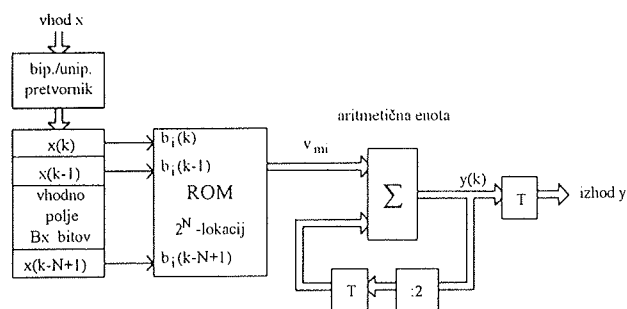 vhod x
bip./unip.
pretvornik
x(k)
x(k-1)
vhodno
polje
Bx bitov
x(k-N+1)
b_i(k)
b_i(k-1)
ROM
2^N -lokacij
b_i(k-N+1)
v_mi
aritmetična enota
Σ
y(k)
T
izhod y
T
:2